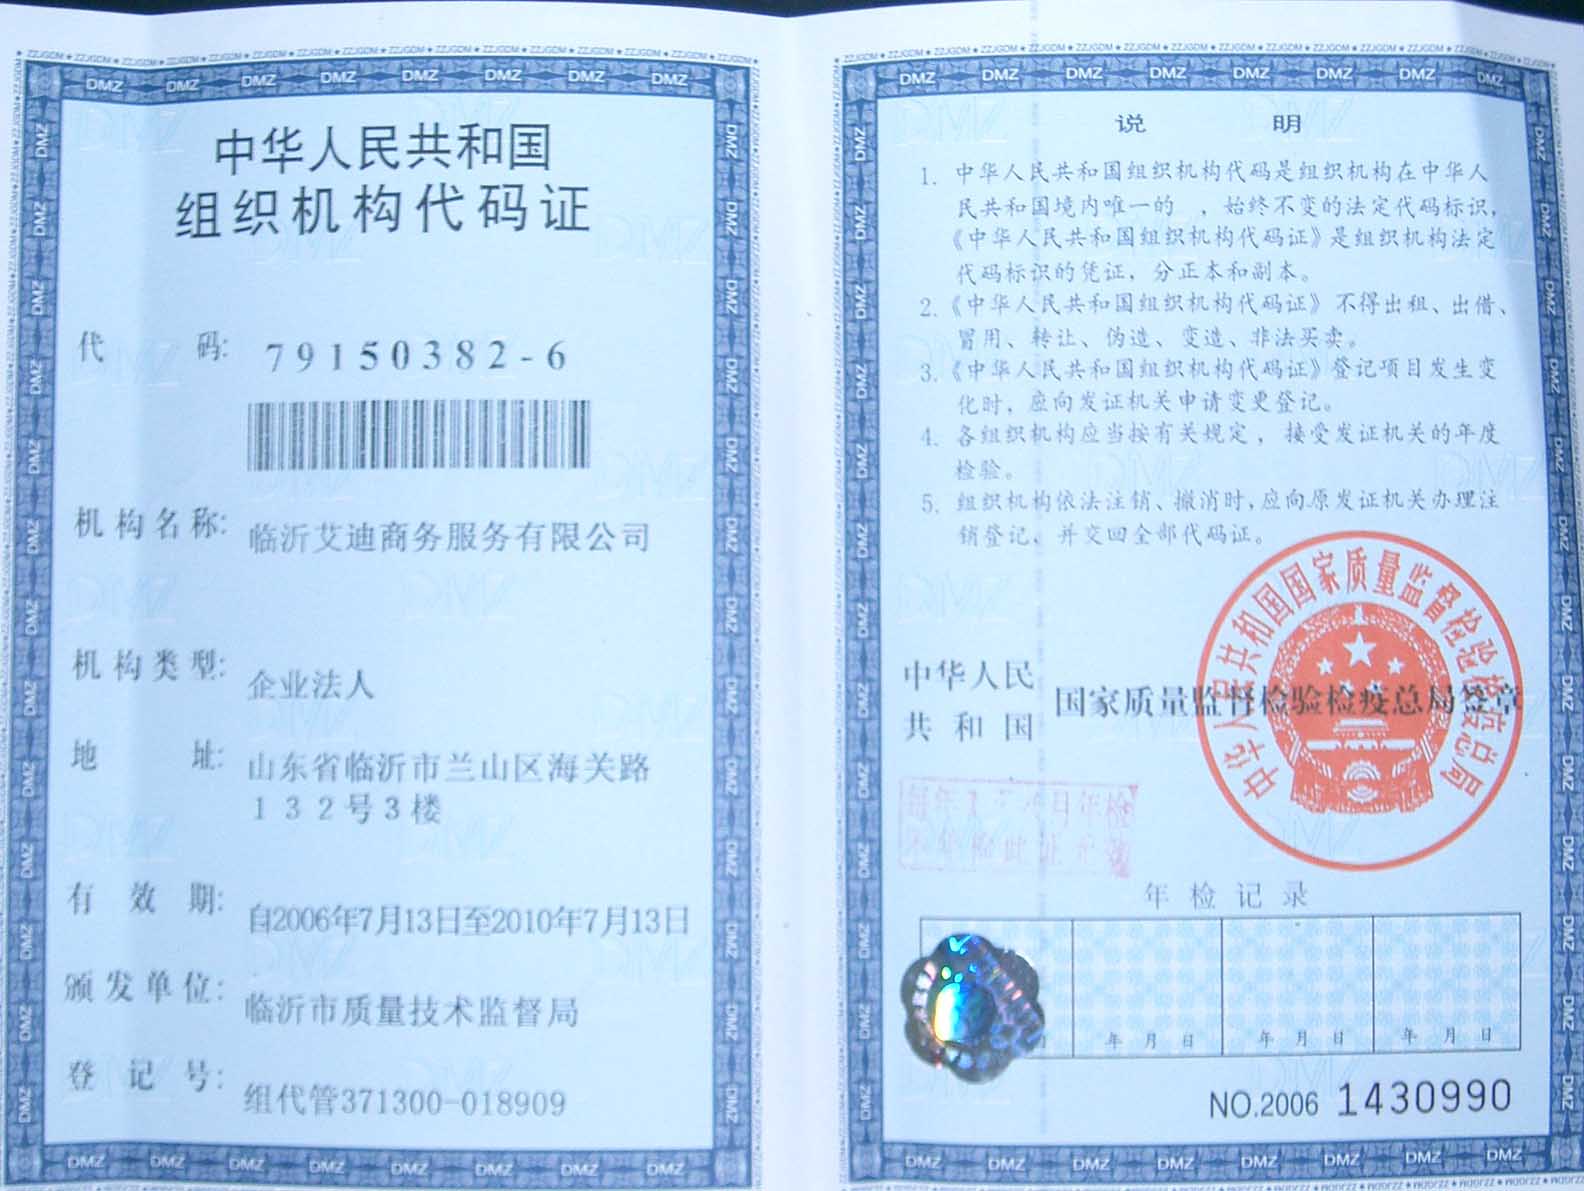 中华人民共和国
组织机构代码证
代 码: 79150382-6
机构名称: 临沂艾迪商务服务有限公司
机构类型: 企业法人
地 址: 山东省临沂市兰山区海关路
132号3楼
有 效 期: 自2006年7月13日至2010年7月13日
颁发单位: 临沂市质量技术监督局
登 记 号: 组代管371300-018909
说 明
1. 中华人民共和国组织机构代码是组织机构在中华人
民共和国境内唯一的 ，始终不变的法定代码标识，
《中华人民共和国组织机构代码证》是组织机构法定
代码标识的凭证，分正本和副本。
2.《中华人民共和国组织机构代码证》不得出租、出借、
冒用、转让、伪造、变造、非法买卖。
3.《中华人民共和国组织机构代码证》登记项目发生变
化时，应向发证机关申请变更登记。
4. 各组织机构应当按有关规定，接受发证机关的年度
检验。
5. 组织机构依法注销、撤消时，应向原发证机关办理注
销登记，并交回全部代码证。
中华人民共和国国家质量监督检验检疫总局
中华人民
共和国
国家质量监督检验检疫总局签章
年检记录
年 月 日
年 月 日
年 月 日
NO.2006 1430990